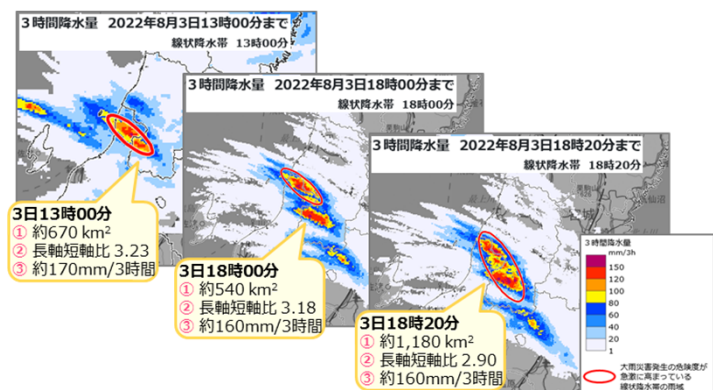 3時間降水量 2022年8月3日13時00分まで
線状降水帯 13時00分
3日13時00分
① 約670 km²
② 長軸短軸比 3.23
③ 約170mm/3時間
3時間降水量 2022年8月3日18時00分まで
線状降水帯 18時00分
3日18時00分
① 約540 km²
② 長軸短軸比 3.18
③ 約160mm/3時間
3時間降水量 2022年8月3日18時20分まで
線状降水帯 18時20分
栗駒山
3日18時20分
① 約1,180 km²
② 長軸短軸比 2.90
③ 約160mm/3時間
3時間降水量
mm/3h
150
120
100
80
60
40
20
1
大雨災害発生の危険度が
急激に高まっている
線状降水帯の雨域